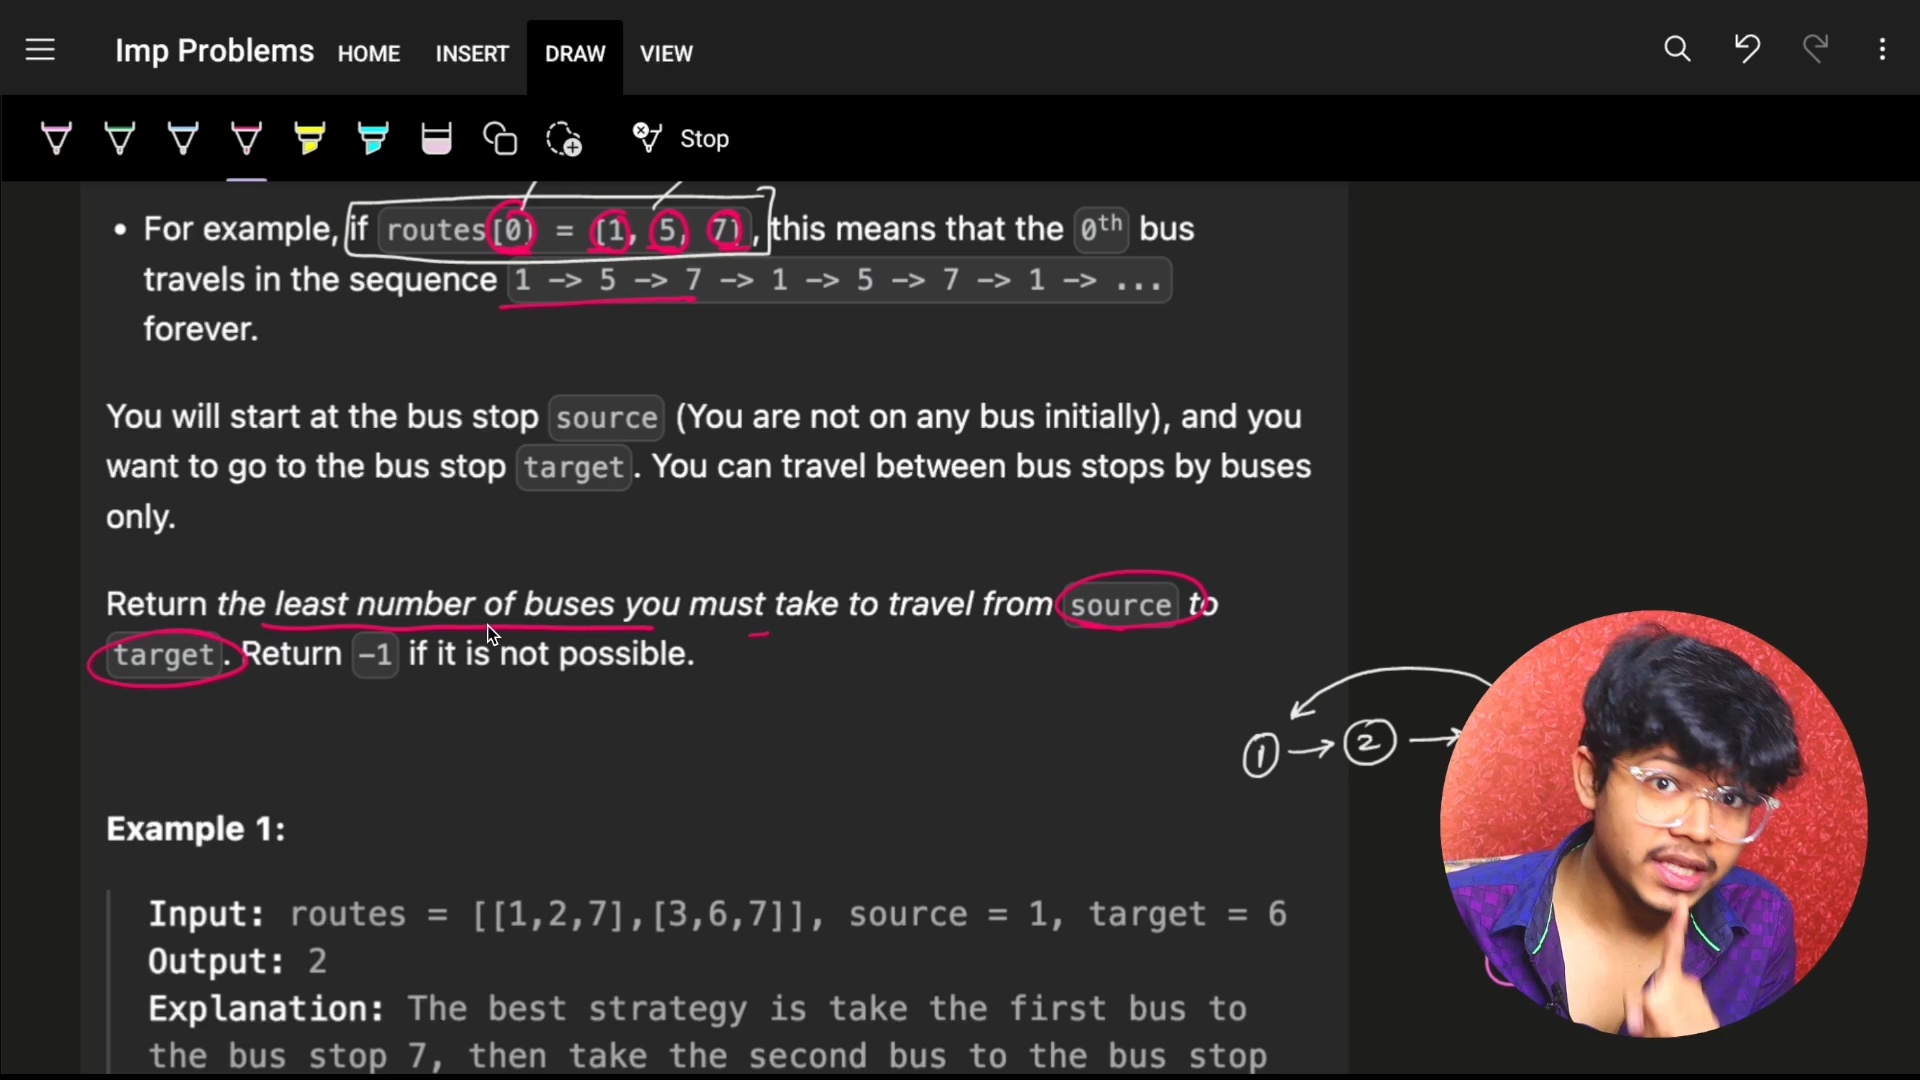 Imp Problems HOME INSERT DRAW VIEW
Stop
• For example, if routes[0] = [1, 5, 7], this means that the 0th bus
travels in the sequence 1 -> 5 -> 7 -> 1 -> 5 -> 7 -> 1 -> ...
forever.
You will start at the bus stop source (You are not on any bus initially), and you
want to go to the bus stop target. You can travel between bus stops by buses
only.
Return the least number of buses you must take to travel from source to
target. Return -1 if it is not possible.
1 → 2 →
Example 1:
Input: routes = [[1,2,7],[3,6,7]], source = 1, target = 6
Output: 2
Explanation: The best strategy is take the first bus to
the bus stop 7, then take the second bus to the bus stop